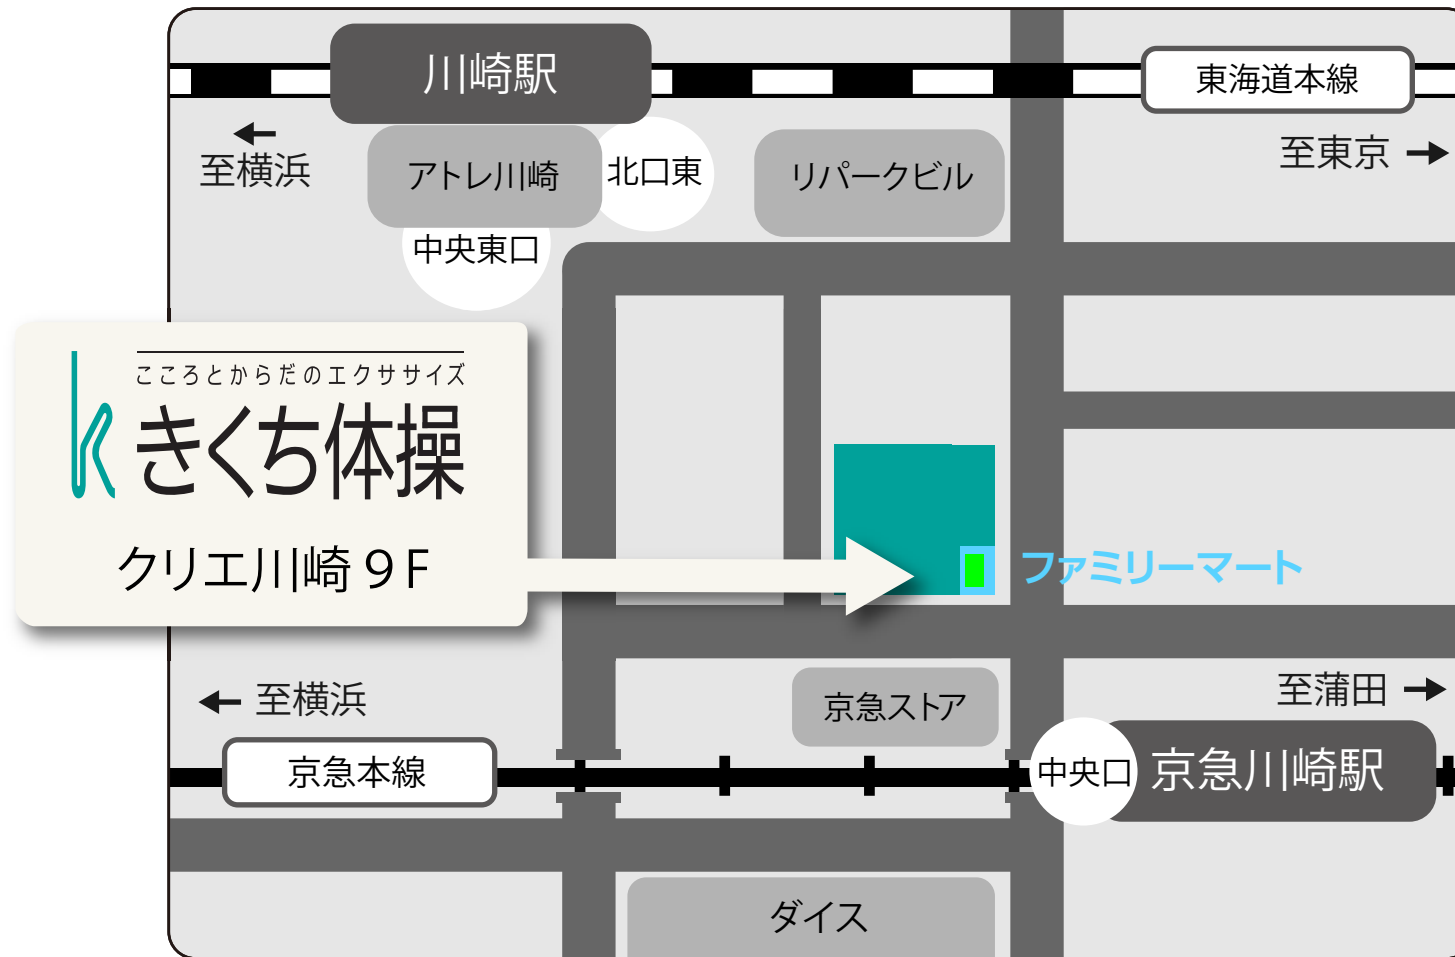 川崎駅
東海道本線
至横浜
アトレ川崎
北口東
リパークビル
至東京
中央東口
こころとからだのエクササイズ
きくち体操
クリエ川崎９F
ファミリーマート
至横浜
京急ストア
至蒲田
京急本線
中央口
京急川崎駅
ダイス